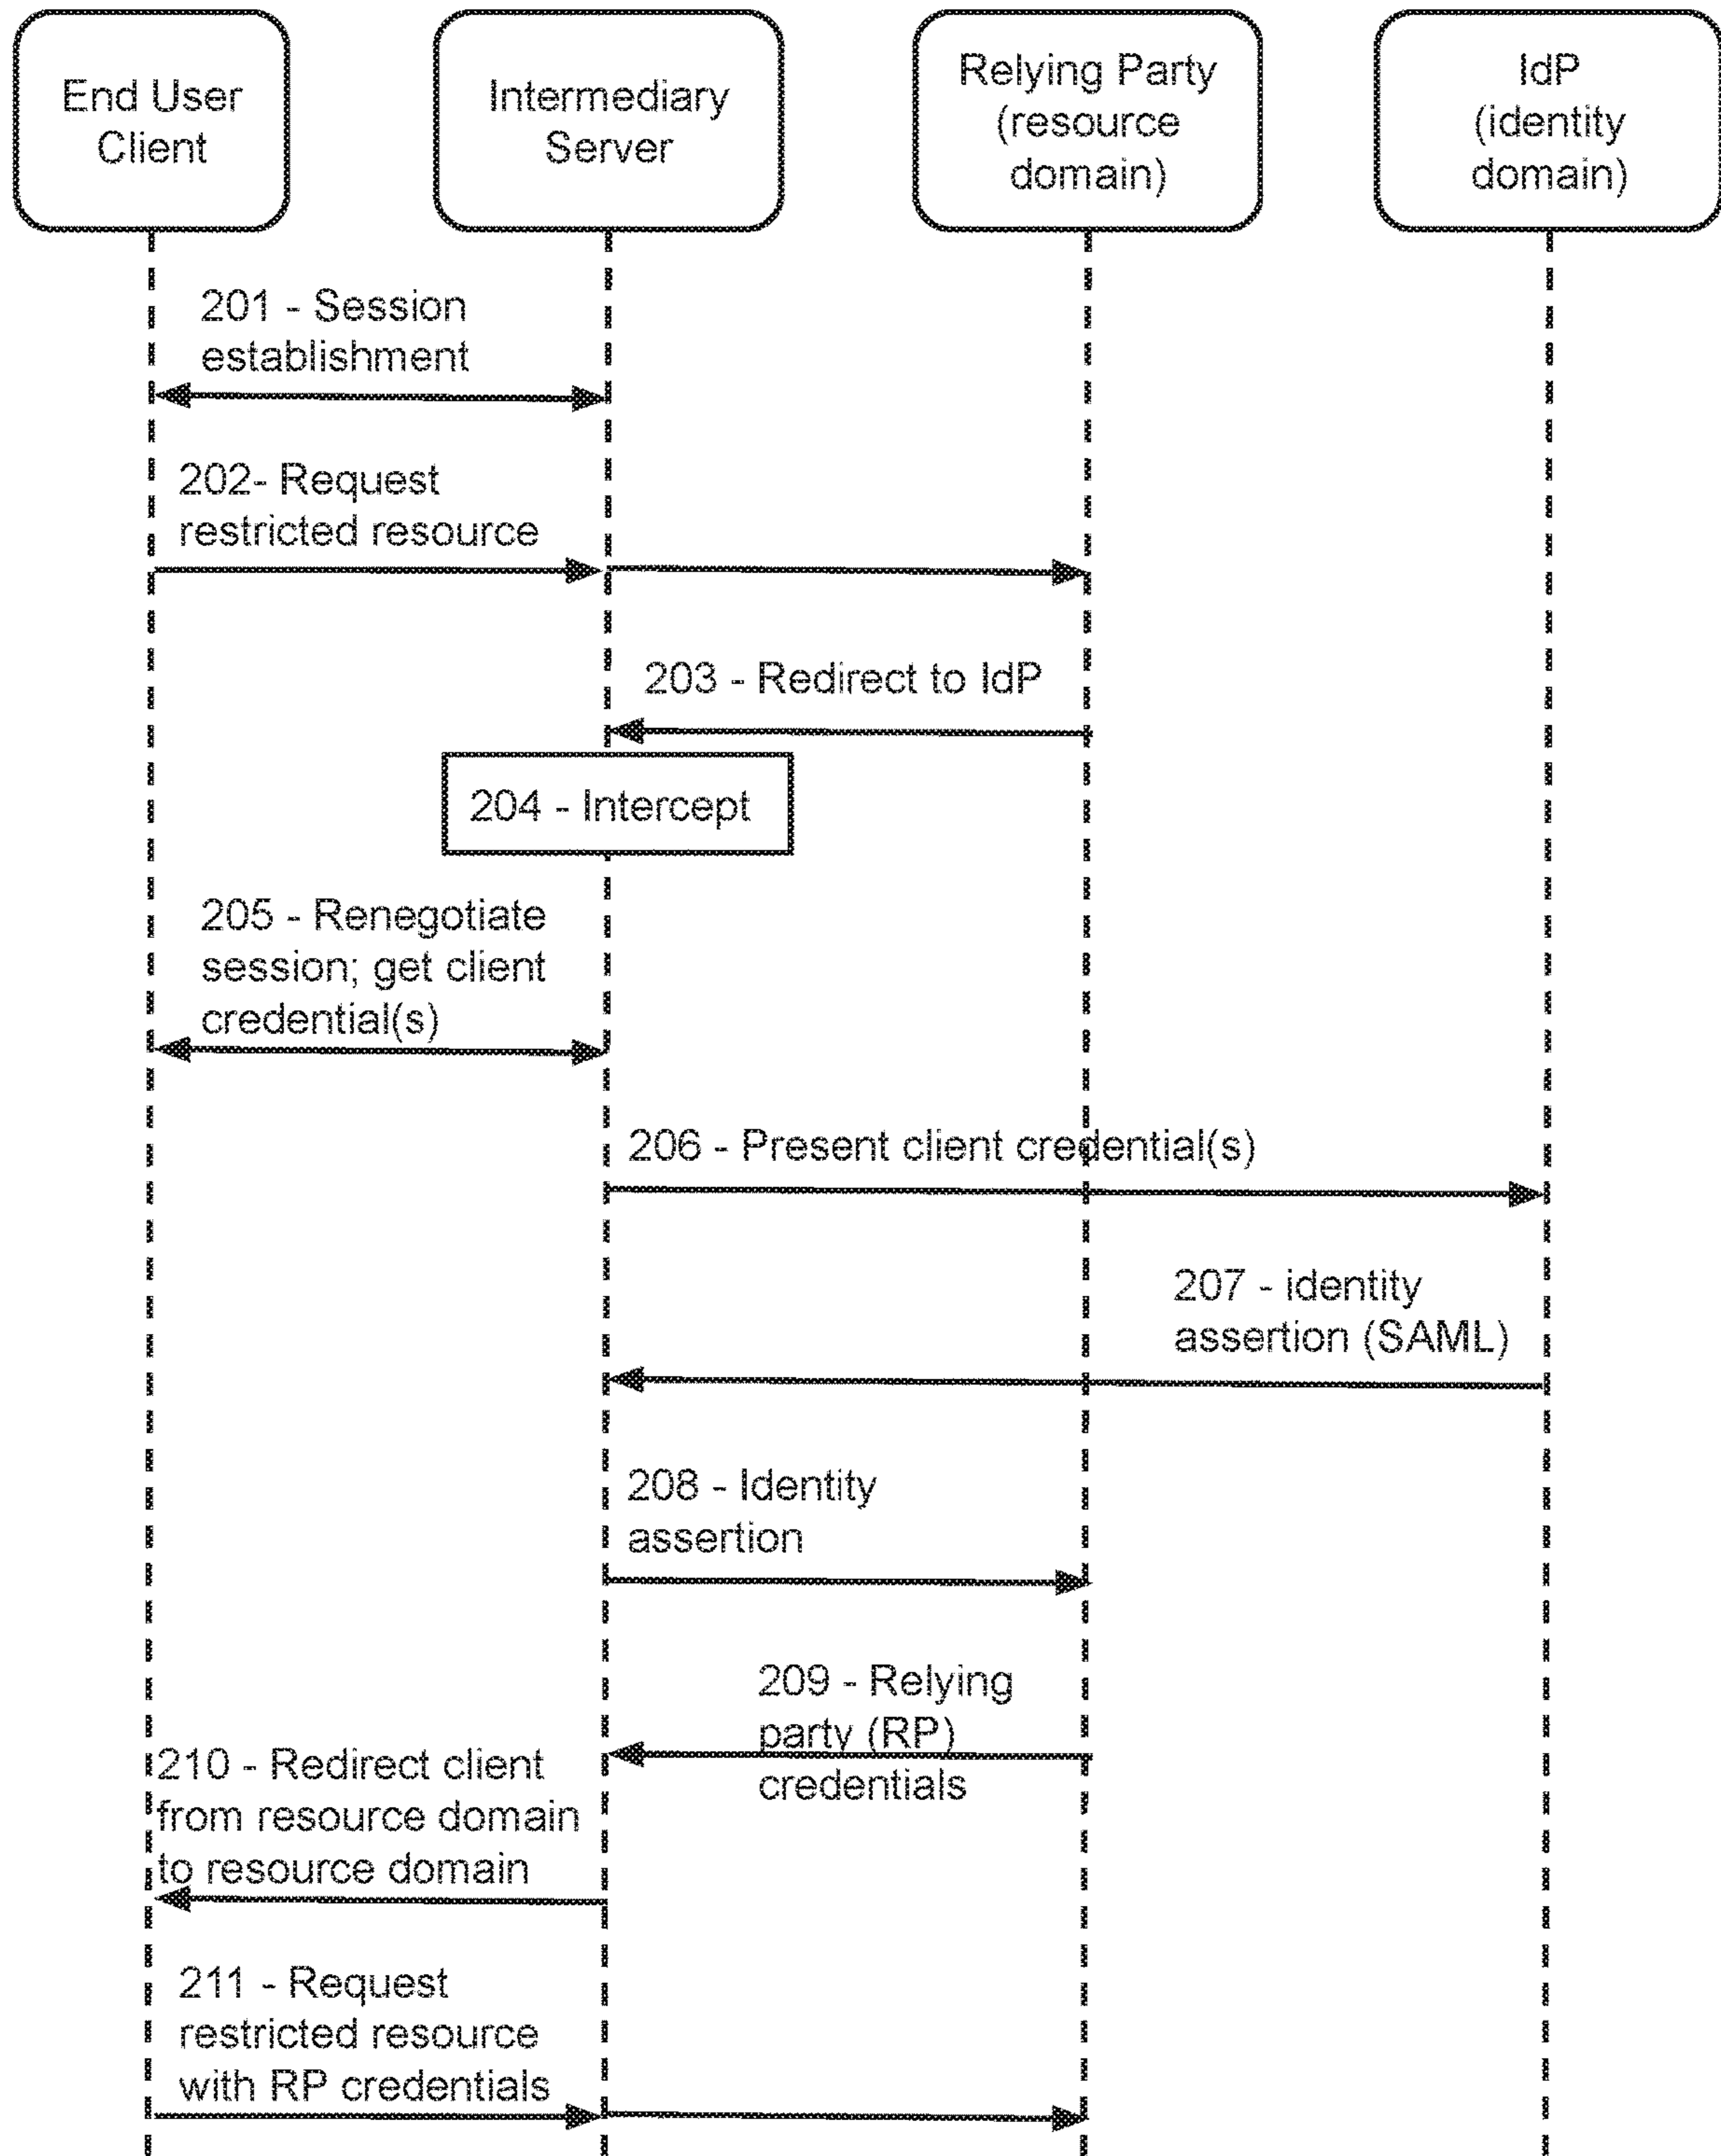 End User
Client
Intermediary
Server
Relying Party
(resource
domain)
IdP
(identity
domain)
201 - Session
establishment
202- Request
restricted resource
203 - Redirect to IdP
204 - Intercept
205 - Renegotiate
session; get client
credential(s)
206 - Present client credential(s)
207 - identity
assertion (SAML)
208 - Identity
assertion
209 - Relying
party (RP)
credentials
210 - Redirect client
from resource domain
to resource domain
211 - Request
restricted resource
with RP credentials